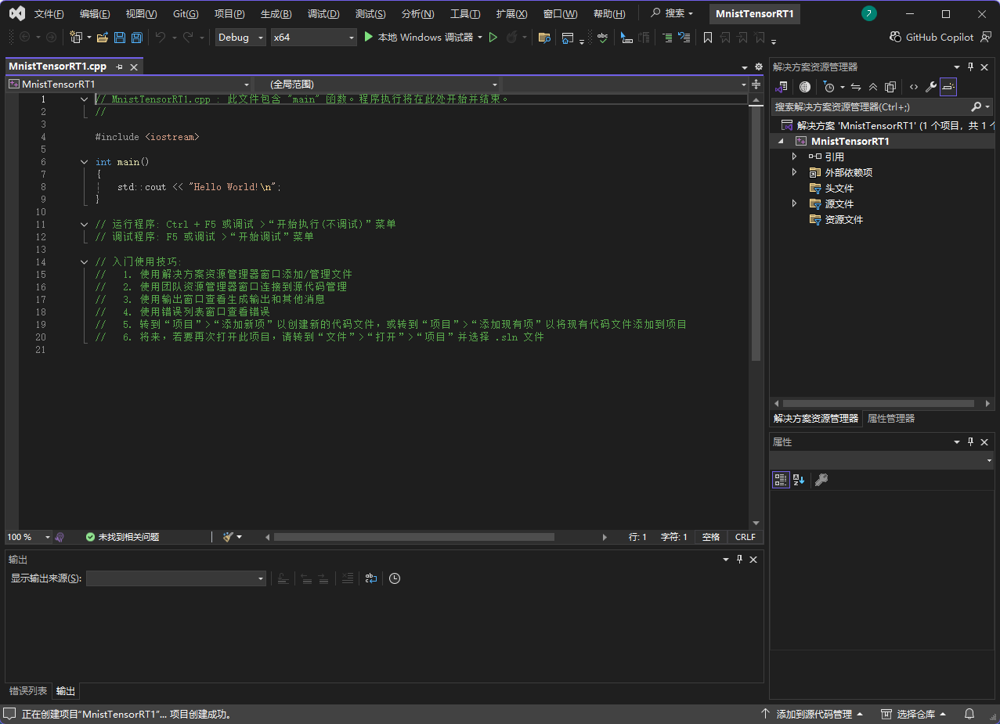 文件(F) 编辑(E) 视图(V) Git(G) 项目(P) 生成(B) 调试(D) 测试(S) 分析(N) 工具(T) 扩展(X) 窗口(W) 帮助(H) 搜索 MnistTensorRT1
Debug x64 本地 Windows 调试器 GitHub Copilot
MnistTensorRT1.cpp
MnistTensorRT1 (全局范围)
1 // MnistTensorRT1.cpp : 此文件包含 "main" 函数。程序执行将在此处开始并结束。
2 //
3
4 #include <iostream>
5
6 int main()
7 {
8 std::cout << "Hello World!\n";
9 }
10
11 // 运行程序: Ctrl + F5 或调试 >“开始执行(不调试)”菜单
12 // 调试程序: F5 或调试 >“开始调试”菜单
13
14 // 入门使用技巧:
15 // 1. 使用解决方案资源管理器窗口添加/管理文件
16 // 2. 使用团队资源管理器窗口连接到源代码管理
17 // 3. 使用输出窗口查看生成输出和其他消息
18 // 4. 使用错误列表窗口查看错误
19 // 5. 转到“项目”>“添加新项”以创建新的代码文件，或转到“项目”>“添加现有项”以将现有代码文件添加到项目
20 // 6. 将来，若要再次打开此项目，请转到“文件”>“打开”>“项目”并选择 .sln 文件
21
100 % 未找到相关问题 行: 1 字符: 1 空格 CRLF
输出
显示输出来源(S):
错误列表 输出
解决方案资源管理器
搜索解决方案资源管理器(Ctrl+;)
解决方案 'MnistTensorRT1' (1 个项目，共 1 个
MnistTensorRT1
引用
外部依赖项
头文件
源文件
资源文件
解决方案资源管理器 属性管理器
属性
正在创建项目“MnistTensorRT1”... 项目创建成功。 添加到源代码管理 选择仓库